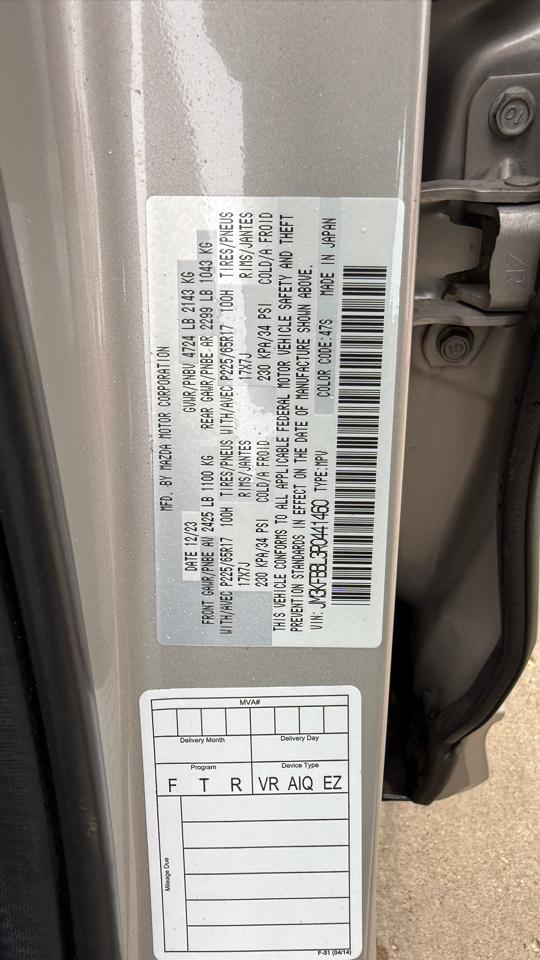 MFD. BY MAZDA MOTOR CORPORATION
DATE 12/23 GVWR/PNBV 4724 LB 2143 KG
FRONT GAWR/PNBE AV 2425 LB 1100 KG REAR GAWR/PNBE AR 2299 LB 1043 KG
WITH/AVEC P225/65R17 100H TIRES/PNEUS WITH/AVEC P225/65R17 100H TIRES/PNEUS
17X7J RIMS/JANTES 17X7J RIMS/JANTES
230 KPA/34 PSI COLD/A FROID 230 KPA/34 PSI COLD/A FROID
THIS VEHICLE CONFORMS TO ALL APPLICABLE FEDERAL MOTOR VEHICLE SAFETY AND THEFT
PREVENTION STANDARDS IN EFFECT ON THE DATE OF MANUFACTURE SHOWN ABOVE.
VIN: JM3KFBBL3R0441460 TYPE:MPV COLOR CODE:47S MADE IN JAPAN
MVA#
Delivery Month Delivery Day
Program Device Type
F T R VR AIQ EZ
Mileage Due
F-51 (04/14)
10
ZR